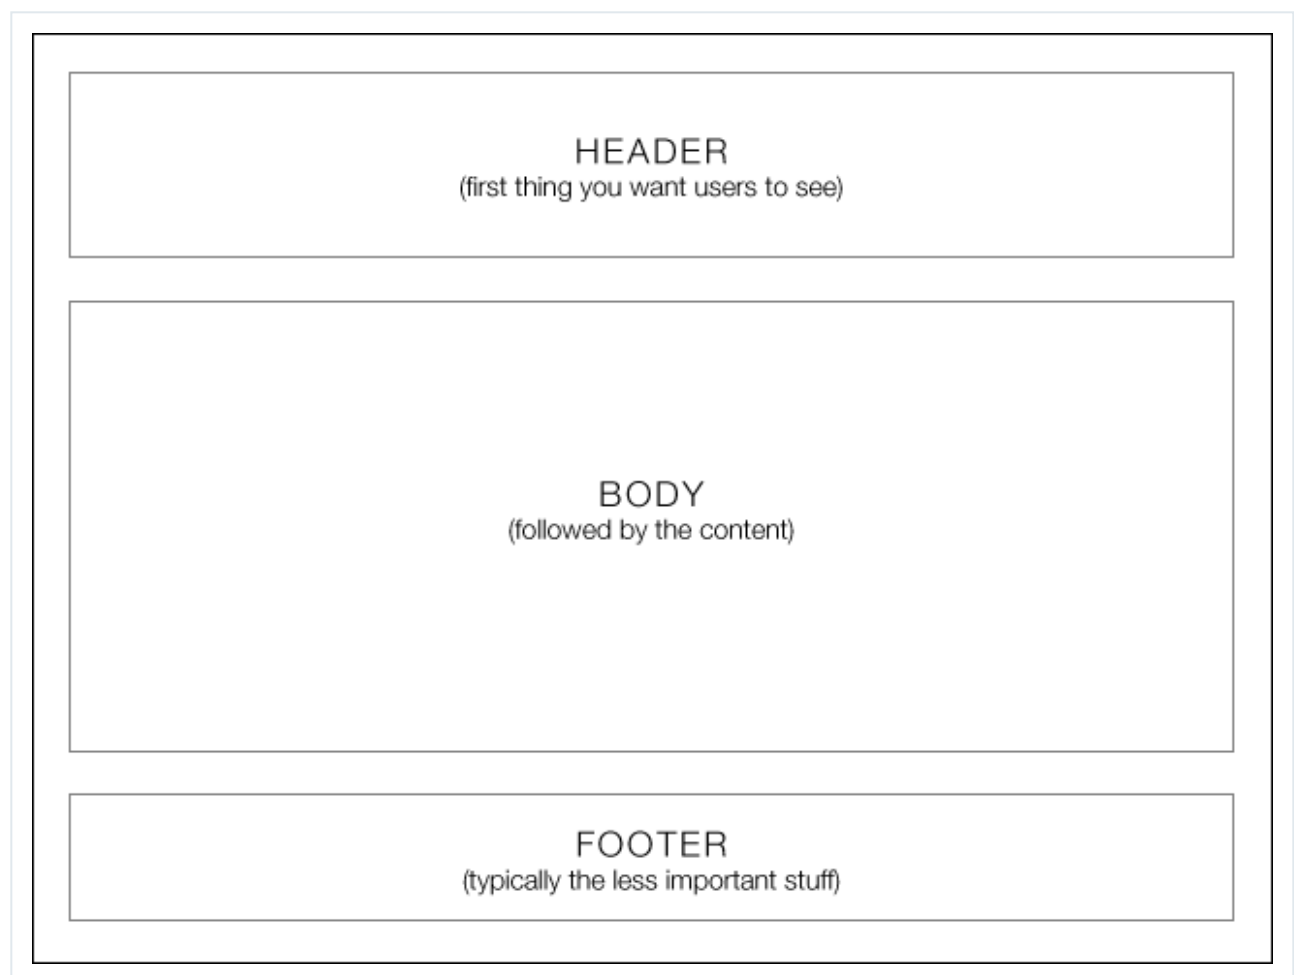 HEADER
(first thing you want users to see)
BODY
(followed by the content)
FOOTER
(typically the less important stuff)